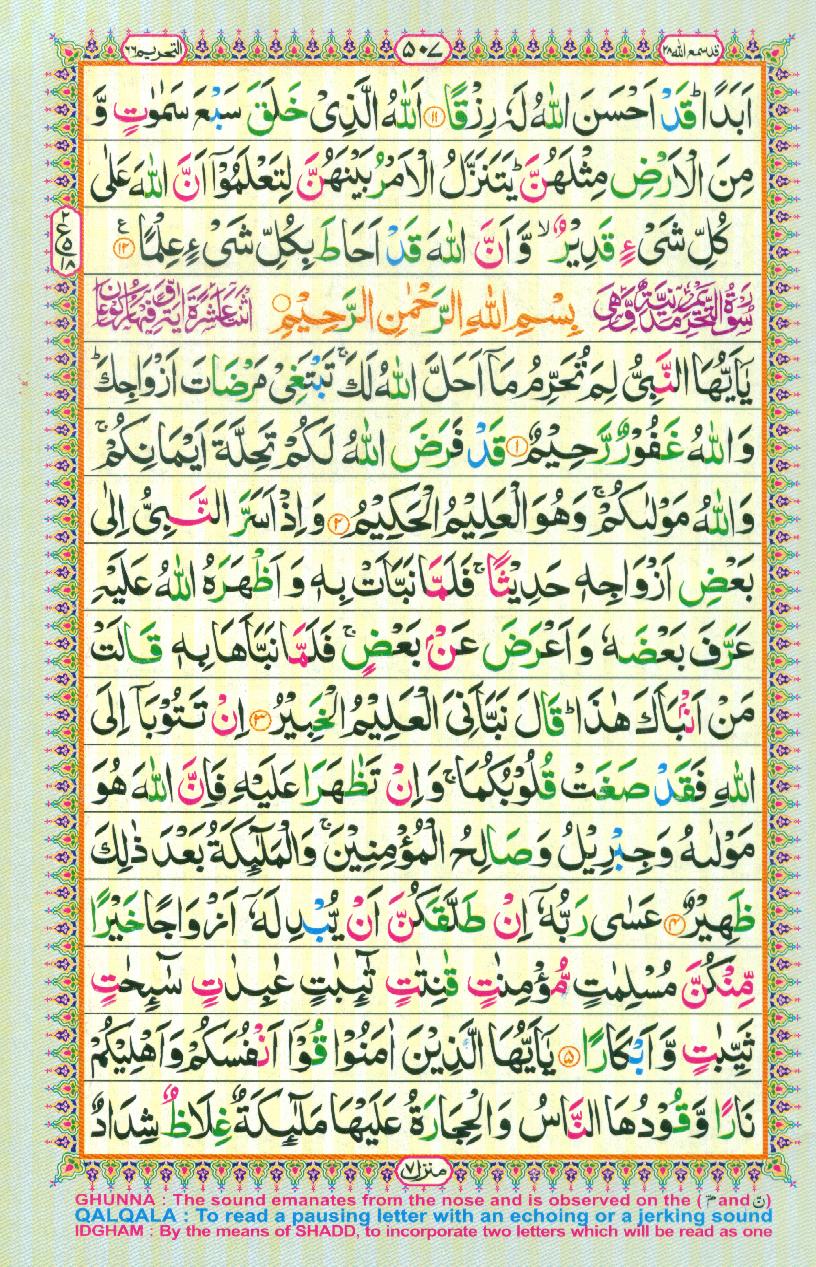 التحريم ٦٦
٥٠٧
قد سمع الله ٢٨
اَبَدًا ؕ قَدْ اَحْسَنَ اللّٰهُ لَهٗ رِزْقًا ﴿۱۱﴾ اَللّٰهُ الَّذِیْ خَلَقَ سَبْعَ سَمٰوٰتٍ وَّ
مِنَ الْاَرْضِ مِثْلَهُنَّ ؕ یَتَنَزَّلُ الْاَمْرُ بَیْنَهُنَّ لِتَعْلَمُوْۤا اَنَّ اللّٰهَ عَلٰی
كُلِّ شَیْءٍ قَدِیْرٌ ۙ وَّ اَنَّ اللّٰهَ قَدْ اَحَاطَ بِكُلِّ شَیْءٍ عِلْمًا ﴿۱۲﴾
٢
ع
٥
١٨
سُوْرَةُ التَّحْرِیْمِ مَدَنِیَّةٌ وَّهِیَ بِسْمِ اللّٰهِ الرَّحْمٰنِ الرَّحِیْمِ اثْنَتَا عَشْرَةَ اٰیَةً وَّفِیْهَا رُكُوْعَانِ
یٰۤاَیُّهَا النَّبِیُّ لِمَ تُحَرِّمُ مَاۤ اَحَلَّ اللّٰهُ لَكَ ۚ تَبْتَغِیْ مَرْضَاتَ اَزْوَاجِكَ ؕ
وَ اللّٰهُ غَفُوْرٌ رَّحِیْمٌ ﴿۱﴾ قَدْ فَرَضَ اللّٰهُ لَكُمْ تَحِلَّةَ اَیْمَانِكُمْ ۚ
وَ اللّٰهُ مَوْلٰىكُمْ ۚ وَ هُوَ الْعَلِیْمُ الْحَكِیْمُ ﴿۲﴾ وَ اِذْ اَسَرَّ النَّبِیُّ اِلٰی
بَعْضِ اَزْوَاجِهٖ حَدِیْثًا ۚ فَلَمَّا نَبَّاَتْ بِهٖ وَ اَظْهَرَهُ اللّٰهُ عَلَیْهِ
عَرَّفَ بَعْضَهٗ وَ اَعْرَضَ عَنْۢ بَعْضٍ ۚ فَلَمَّا نَبَّاَهَا بِهٖ قَالَتْ
مَنْ اَنْۢبَاَكَ هٰذَا ؕ قَالَ نَبَّاَنِیَ الْعَلِیْمُ الْخَبِیْرُ ﴿۳﴾ اِنْ تَتُوْبَاۤ اِلَی
اللّٰهِ فَقَدْ صَغَتْ قُلُوْبُكُمَا ۚ وَ اِنْ تَظٰهَرَا عَلَیْهِ فَاِنَّ اللّٰهَ هُوَ
مَوْلٰىهُ وَ جِبْرِیْلُ وَ صَالِحُ الْمُؤْمِنِیْنَ ۚ وَ الْمَلٰٓىِٕكَةُ بَعْدَ ذٰلِكَ
ظَهِیْرٌ ﴿۴﴾ عَسٰی رَبُّهٗۤ اِنْ طَلَّقَكُنَّ اَنْ یُّبْدِلَهٗۤ اَزْوَاجًا خَیْرًا
مِّنْكُنَّ مُسْلِمٰتٍ مُّؤْمِنٰتٍ قٰنِتٰتٍ تٰٓىِٕبٰتٍ عٰبِدٰتٍ سٰٓىِٕحٰتٍ
ثَیِّبٰتٍ وَّ اَبْكَارًا ﴿۵﴾ یٰۤاَیُّهَا الَّذِیْنَ اٰمَنُوْا قُوْۤا اَنْفُسَكُمْ وَ اَهْلِیْكُمْ
نَارًا وَّ قُوْدُهَا النَّاسُ وَ الْحِجَارَةُ عَلَیْهَا مَلٰٓىِٕكَةٌ غِلَاظٌ شِدَادٌ
منزل ٧
GHUNNA : The sound emanates from the nose and is observed on the ( مّ and نّ )
QALQALA : To read a pausing letter with an echoing or a jerking sound
IDGHAM : By the means of SHADD, to incorporate two letters which will be read as one